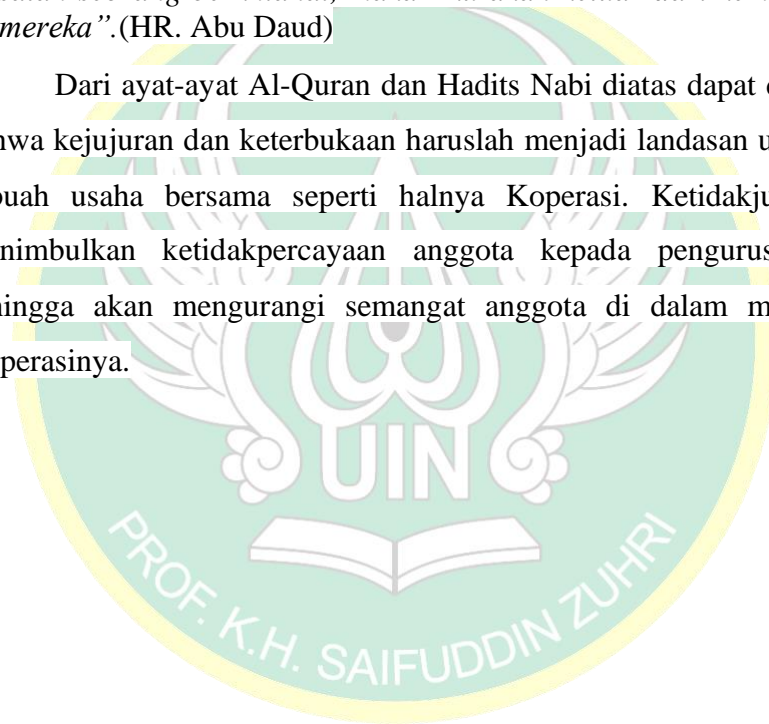 mereka”.(HR. Abu Daud)
Dari ayat-ayat Al-Quran dan Hadits Nabi diatas dapat
hwa kejujuran dan keterbukaan haruslah menjadi landasan u
buah usaha bersama seperti halnya Koperasi. Ketidakju
nimbulkan ketidakpercayaan anggota kepada pengurus
hingga akan mengurangi semangat anggota di dalam m
perasinya.
UIN
PROF. K.H. SAIFUDDIN ZUHRI